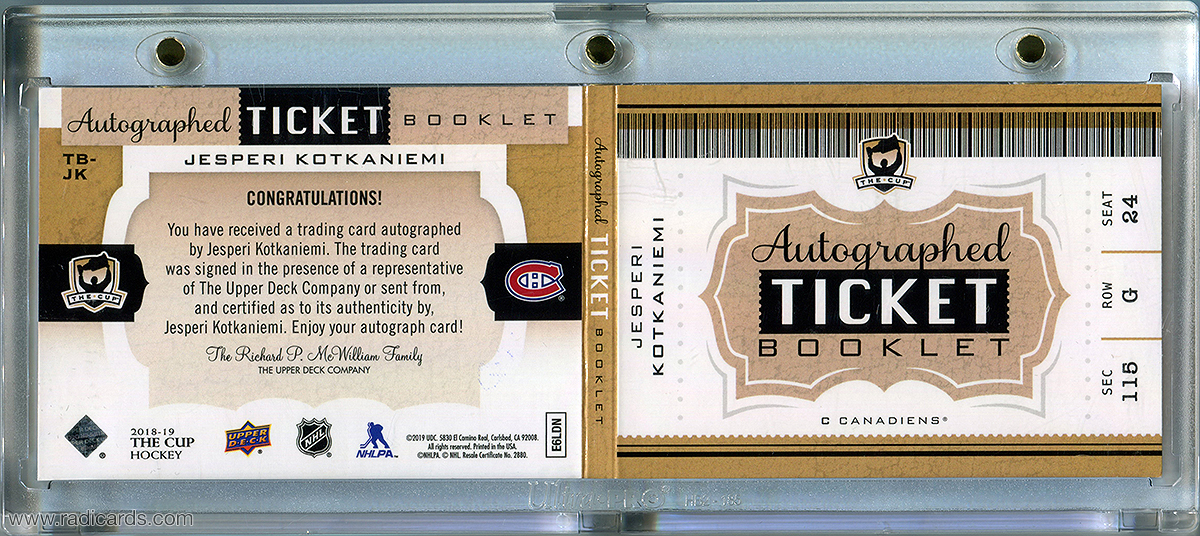 Autographed TICKET BOOKLET
TB-
JK
JESPERI KOTKANIEMI
CONGRATULATIONS!
You have received a trading card autographed
by Jesperi Kotkaniemi. The trading card
was signed in the presence of a representative
of The Upper Deck Company or sent from,
and certified as to its authenticity by,
Jesperi Kotkaniemi. Enjoy your autograph card!
The Richard P. McWilliam Family
THE UPPER DECK COMPANY
THE CUP
2018-19
THE CUP
HOCKEY
UPPER
DECK
NHL
NHLPA
©2019 UDC. 5830 El Camino Real, Carlsbad, CA 92008.
All rights reserved. Printed in the USA.
©NHLPA. © NHL. Resale Certificate No. 2880.
E6LDN
Autographed TICKET BOOKLET
THE CUP
JESPERI
KOTKANIEMI
Autographed
TICKET
BOOKLET
C CANADIENS®
SEAT
24
ROW
G
SEC
115
www.radicards.com